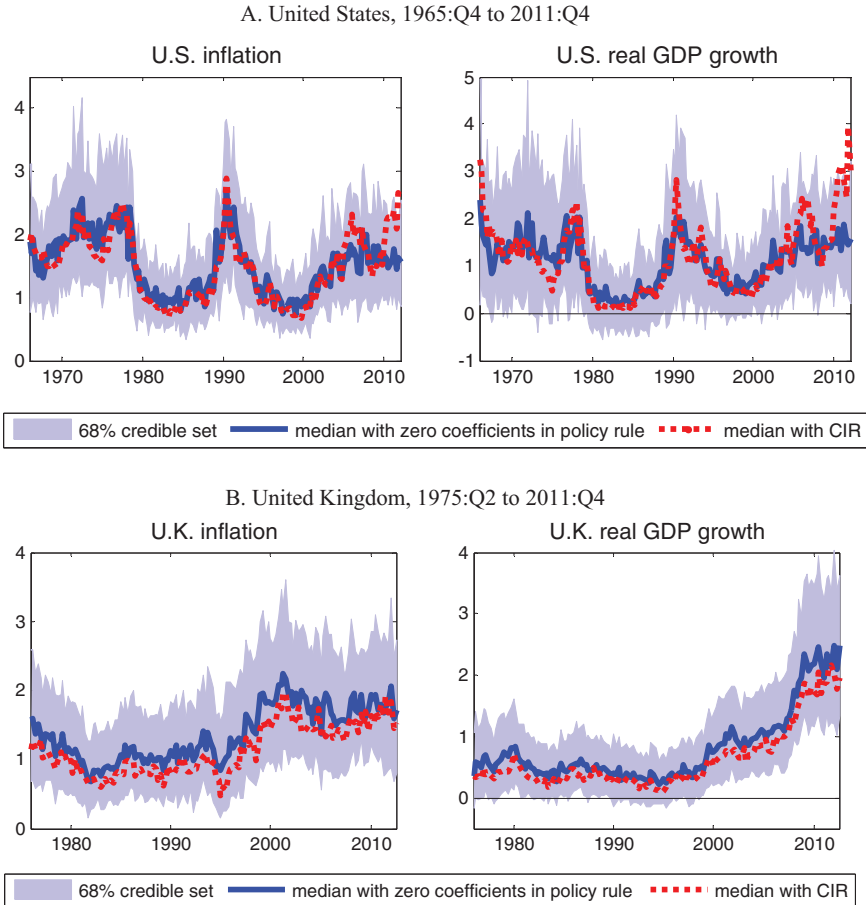 A. United States, 1965:Q4 to 2011:Q4
U.S. inflation
U.S. real GDP growth
4
3
2
1
0
1970 1980 1990 2000 2010
5
4
3
2
1
0
-1
1970 1980 1990 2000 2010
68% credible set median with zero coefficients in policy rule median with CIR
B. United Kingdom, 1975:Q2 to 2011:Q4
U.K. inflation
U.K. real GDP growth
4
3
2
1
0
1980 1990 2000 2010
4
3
2
1
0
1980 1990 2000 2010
68% credible set median with zero coefficients in policy rule median with CIR